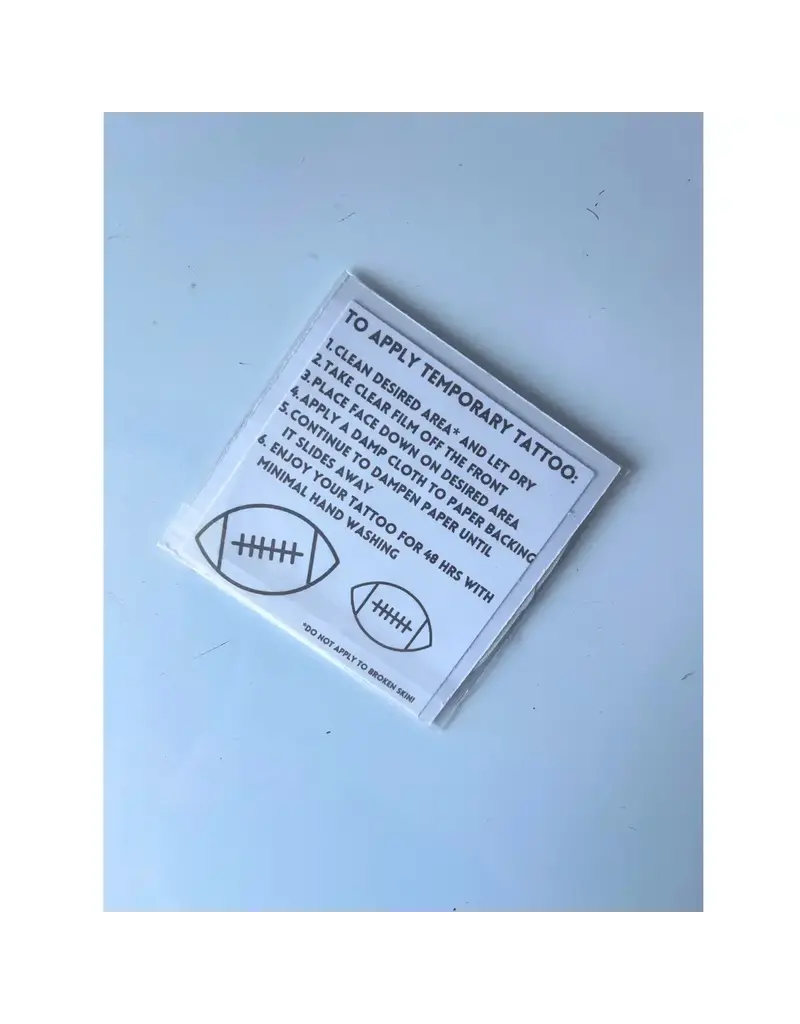 TO APPLY TEMPORARY TATTOO:
1. CLEAN DESIRED AREA* AND LET DRY
2. TAKE CLEAR FILM OFF THE FRONT
3. PLACE FACE DOWN ON DESIRED AREA
4. APPLY A DAMP CLOTH TO PAPER BACKING
5. CONTINUE TO DAMPEN PAPER UNTIL
IT SLIDES AWAY
6. ENJOY YOUR TATTOO FOR 48 HRS WITH
MINIMAL HAND WASHING
*DO NOT APPLY TO BROKEN SKIN!